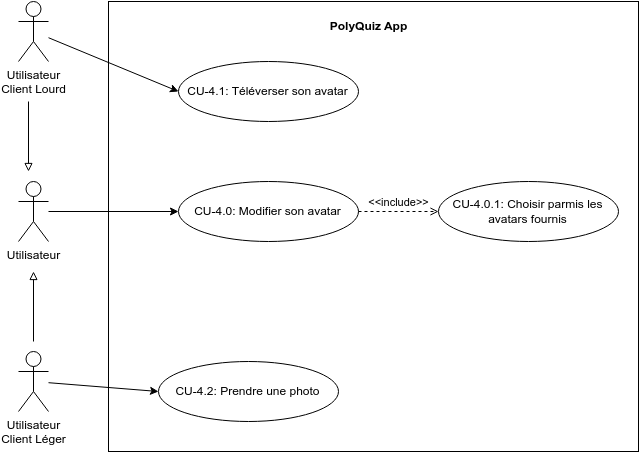 PolyQuiz App
Utilisateur
Client Lourd
CU-4.1: Téléverser son avatar
Utilisateur
CU-4.0: Modifier son avatar
<<include>>
CU-4.0.1: Choisir parmis les
avatars fournis
Utilisateur
Client Léger
CU-4.2: Prendre une photo